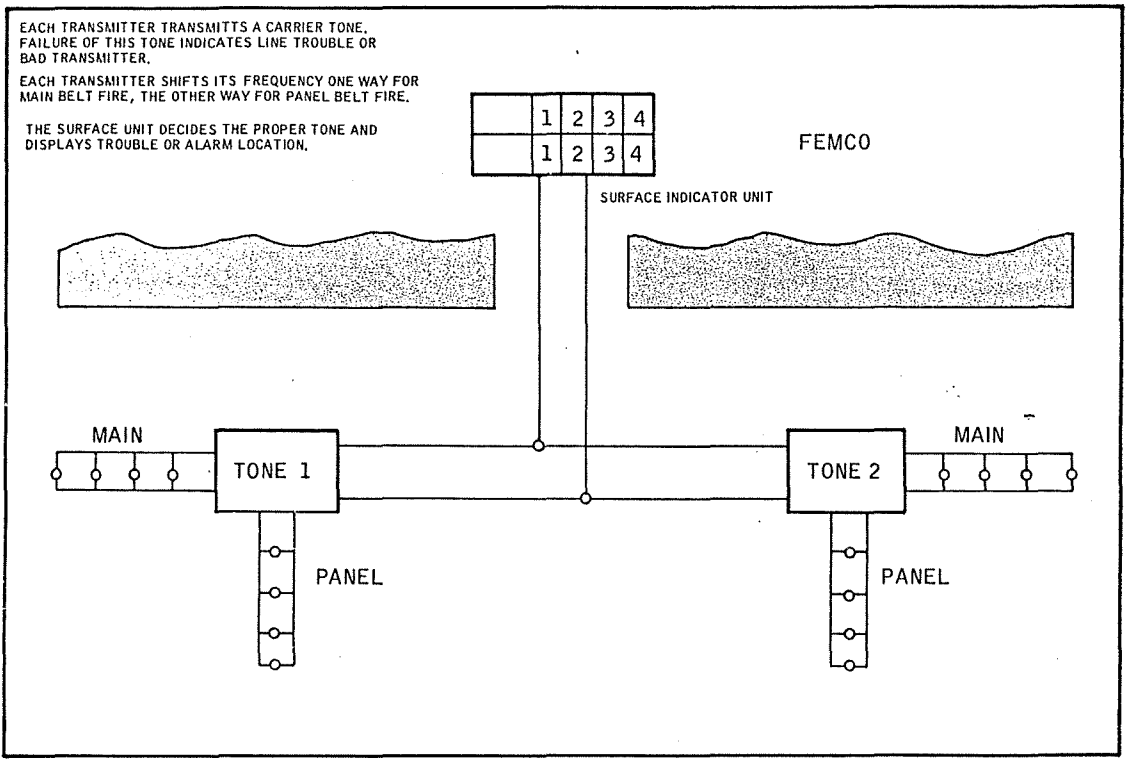 EACH TRANSMITTER TRANSMITTS A CARRIER TONE.
FAILURE OF THIS TONE INDICATES LINE TROUBLE OR
BAD TRANSMITTER.
EACH TRANSMITTER SHIFTS ITS FREQUENCY ONE WAY FOR
MAIN BELT FIRE, THE OTHER WAY FOR PANEL BELT FIRE.
THE SURFACE UNIT DECIDES THE PROPER TONE AND
DISPLAYS TROUBLE OR ALARM LOCATION.
1 2 3 4
1 2 3 4
FEMCO
SURFACE INDICATOR UNIT
MAIN
MAIN
TONE 1
TONE 2
PANEL
PANEL